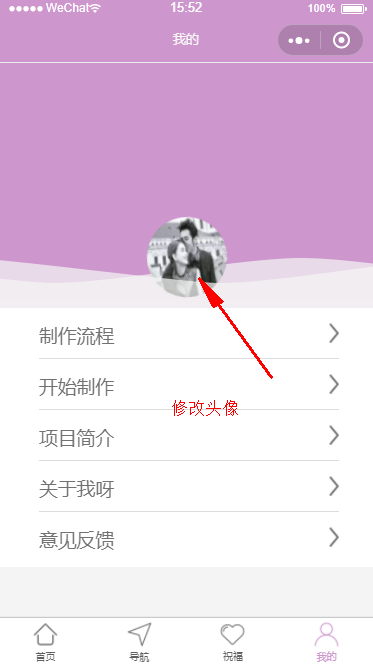 WeChat 15:52 100%
我的
制作流程
开始制作
修改头像
项目简介
关于我呀
意见反馈
首页 导航 祝福 我的